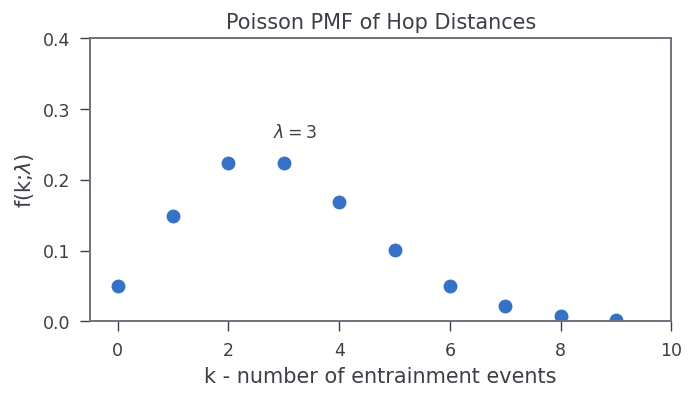 Poisson PMF of Hop Distances
0.4
0.3
0.2
0.1
0.0
f(k;λ)
λ = 3
0 2 4 6 8 10
k - number of entrainment events